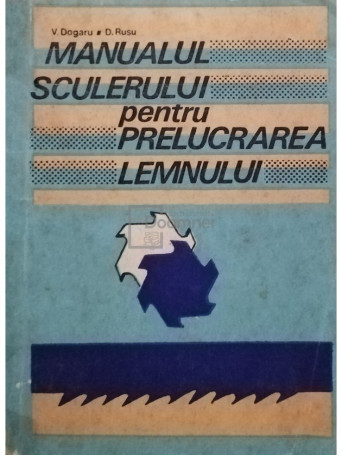 V. Dogaru ▪ D. Rusu
MANUALUL
SCULERULUI
pentru
PRELUCRAREA
LEMNULUI